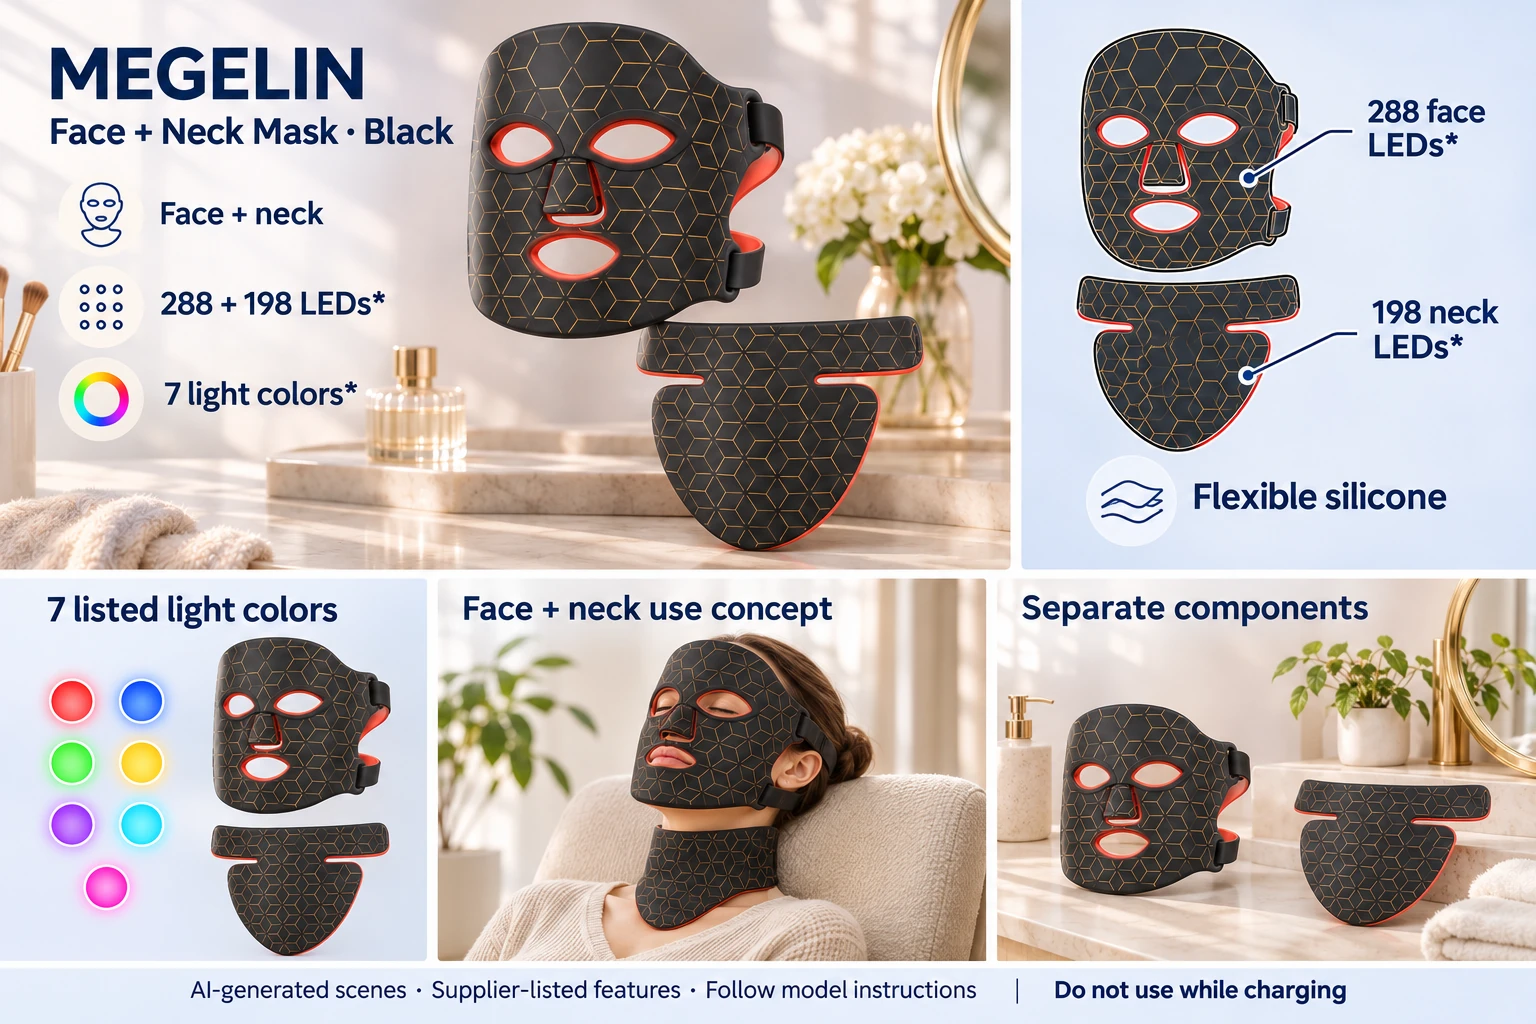 MEGELIN
Face + Neck Mask · Black
Face + neck
288 + 198 LEDs*
7 light colors*
288 face
LEDs*
198 neck
LEDs*
Flexible silicone
7 listed light colors
Face + neck use concept
Separate components
AI-generated scenes · Supplier-listed features · Follow model instructions
Do not use while charging